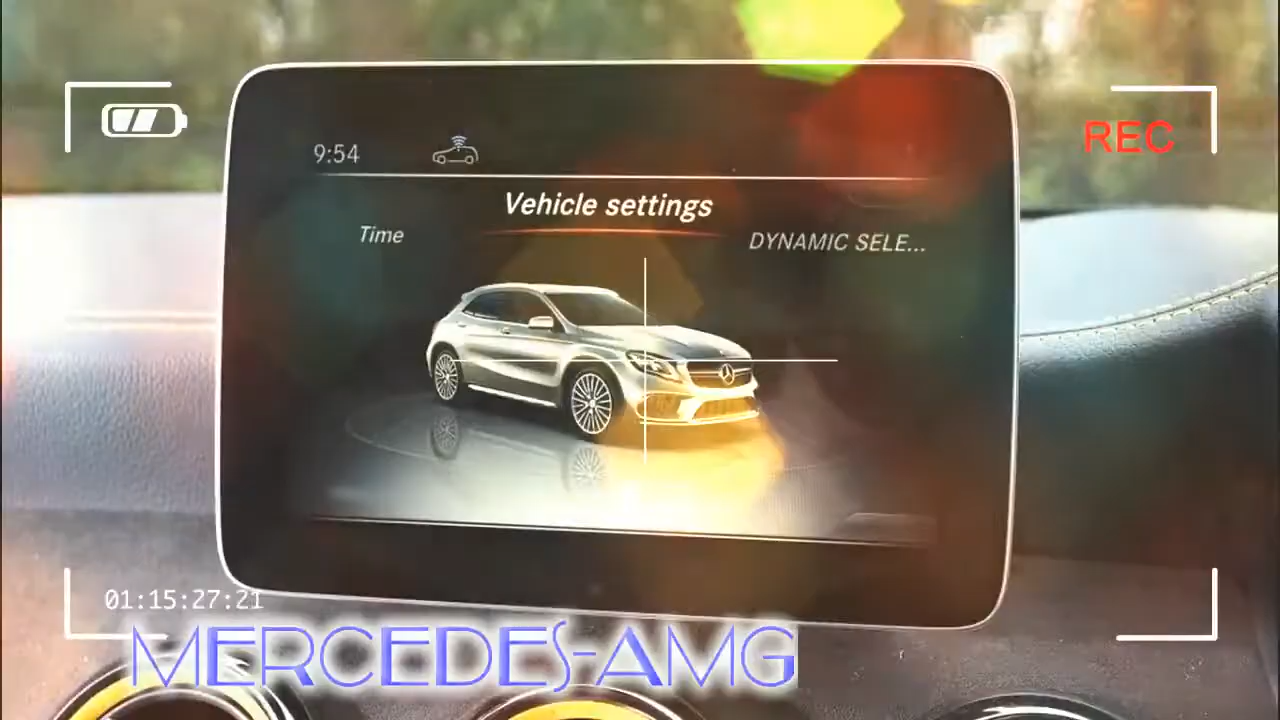 REC
9:54
Vehicle settings
Time
DYNAMIC SELE...
01:15:27:21
MERCEDES-AMG